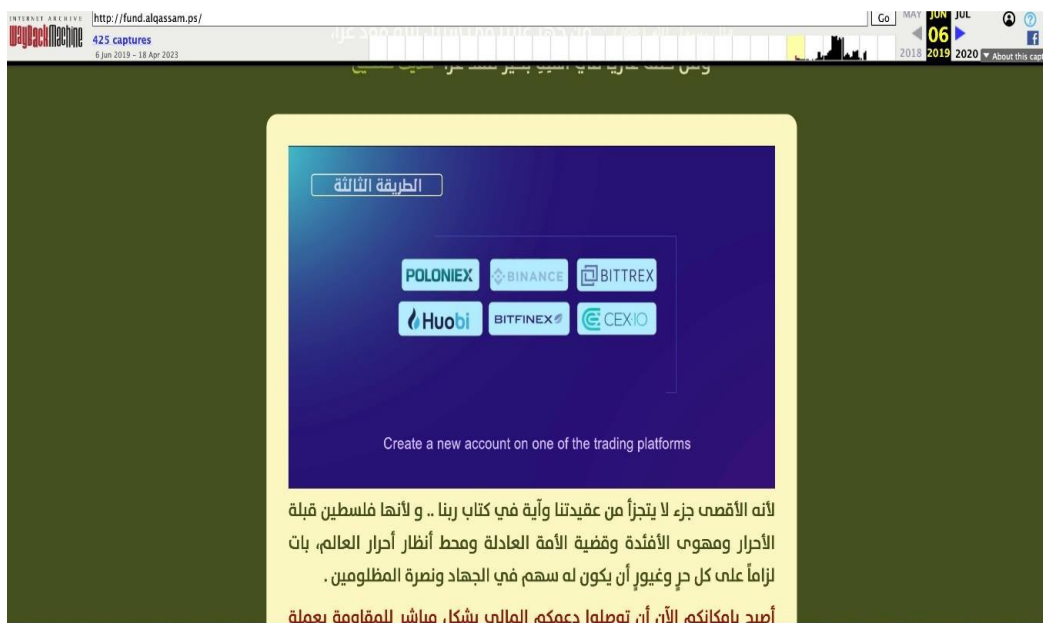 INTERNET ARCHIVE
WayBackMachine
http://fund.alqassam.ps/
Go
MAY JUN JUL
425 captures
06
6 Jun 2019 – 18 Apr 2023
2018 2019 2020
About this capt
الطريقة الثالثة
POLONIEX BINANCE BITTREX
Huobi BITFINEX CEX.IO
Create a new account on one of the trading platforms
لأنه الأقصى جزء لا يتجزأ من عقيدتنا وآية في كتاب ربنا .. و لأنها فلسطين قبلة
الأحرار ومهوى الأفئدة وقضية الأمة العادلة ومحط أنظار أحرار العالم، بات
لزاماً على كل حرٍ وغيورٍ أن يكون له سهم في الجهاد ونصرة المظلومين .
أصبح بإمكانكم الآن أن توصلوا دعمكم المالي بشكل مباشر للمقاومة بعملة